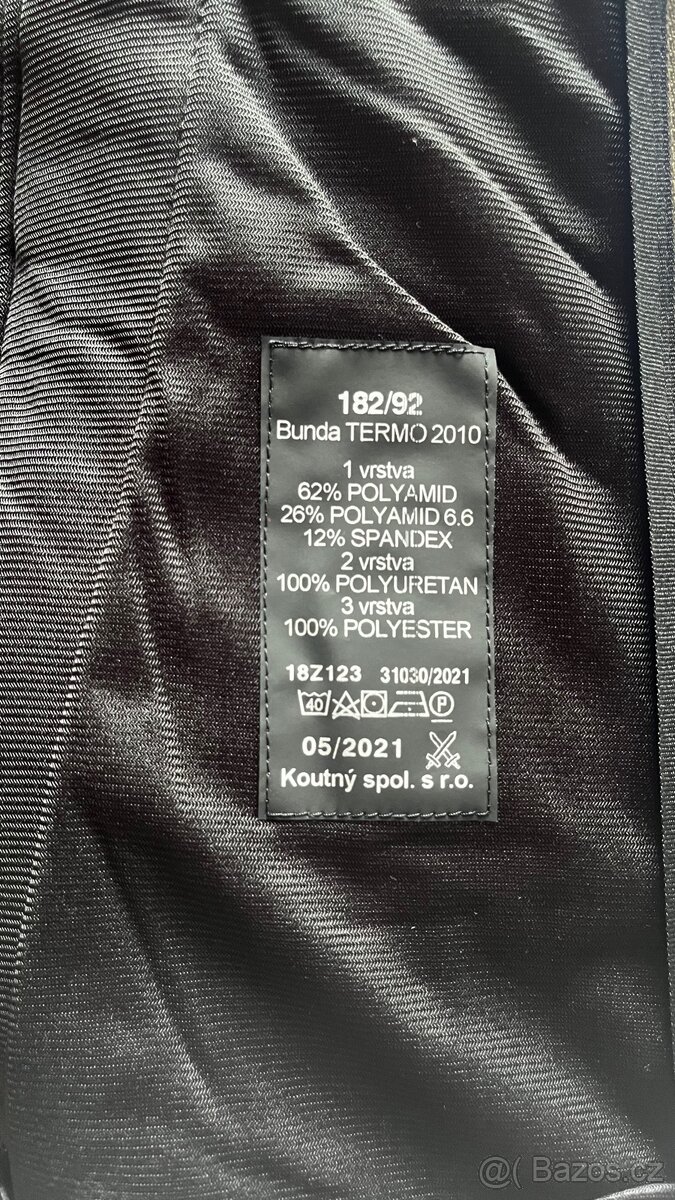 182/92
Bunda TERMO 2010
1 vrstva
62% POLYAMID
26% POLYAMID 6.6
12% SPANDEX
2 vrstva
100% POLYURETAN
3 vrstva
100% POLYESTER
18Z123 31030/2021
40 P
05/2021
Koutný spol. s r.o.
@ Bazos.cz